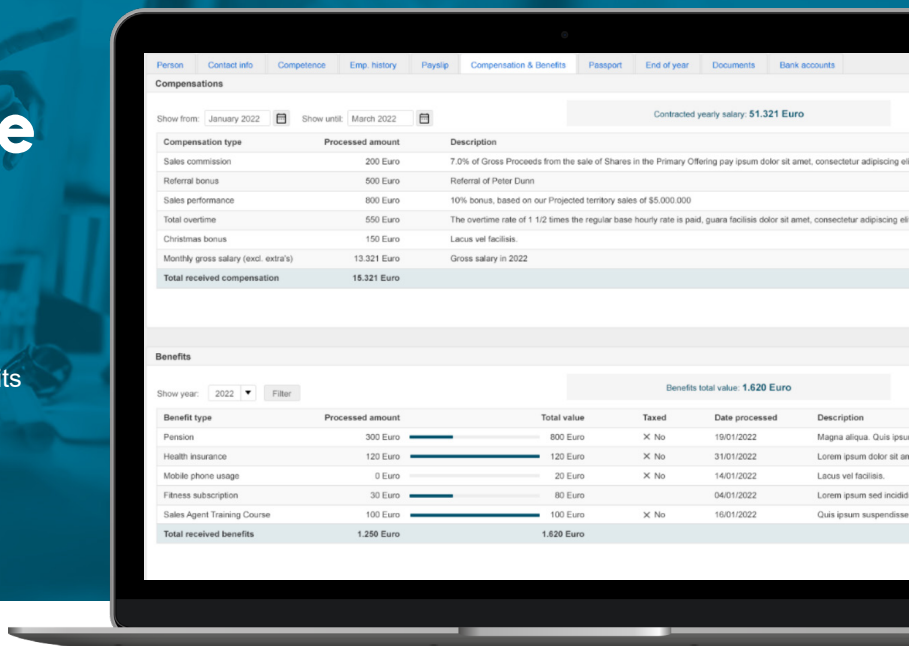 e
its
Person Contact info Competence Emp. history Payslip Compensation & Benefits Passport End of year Documents Bank accounts
Compensations
Show from: January 2022 Show until: March 2022 Contracted yearly salary: 51.321 Euro
Compensation type Processed amount Description
Sales commission 200 Euro 7.0% of Gross Proceeds from the sale of Shares in the Primary Offering pay ipsum dolor sit amet, consectetur adipiscing eli
Referral bonus 500 Euro Referral of Peter Dunn
Sales performance 800 Euro 10% bonus, based on our Projected territory sales of $5.000.000
Total overtime 550 Euro The overtime rate of 1 1/2 times the regular base hourly rate is paid, guara facilisis dolor sit amet, consectetur adipiscing eli
Christmas bonus 150 Euro Lacus vel facilisis.
Monthly gross salary (excl. extra's) 13.321 Euro Gross salary in 2022
Total received compensation 15.321 Euro
Benefits
Show year: 2022 Filter Benefits total value: 1.620 Euro
Benefit type Processed amount Total value Taxed Date processed Description
Pension 300 Euro 800 Euro No 19/01/2022 Magna aliqua. Quis ipsu
Health insurance 120 Euro 120 Euro No 31/01/2022 Lorem ipsum dolor sit am
Mobile phone usage 0 Euro 20 Euro No 14/01/2022 Lacus vel facilisis.
Fitness subscription 30 Euro 80 Euro 04/01/2022 Lorem ipsum sed incidid
Sales Agent Training Course 100 Euro 100 Euro No 16/01/2022 Quis ipsum suspendisse
Total received benefits 1.250 Euro 1.620 Euro